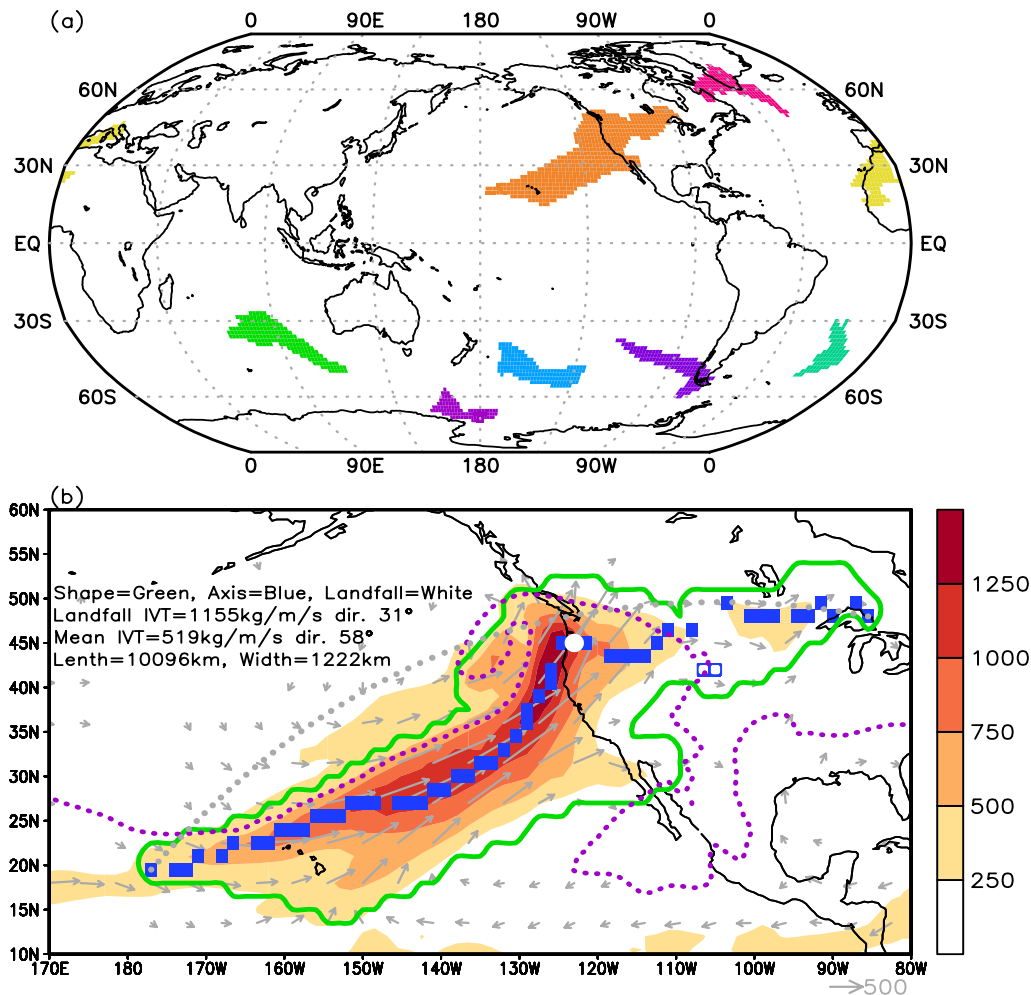 (a)
0 90E 180 90W 0
60N 60N
30N 30N
EQ EQ
30S 30S
60S 60S
0 90E 180 90W 0
(b)
60N
55N
50N
45N
40N
35N
30N
25N
20N
15N
10N
Shape=Green, Axis=Blue, Landfall=White
Landfall IVT=1155kg/m/s dir. 31°
Mean IVT=519kg/m/s dir. 58°
Lenth=10096km, Width=1222km
1250
1000
750
500
250
170E 180 170W 160W 150W 140W 130W 120W 110W 100W 90W 80W
500